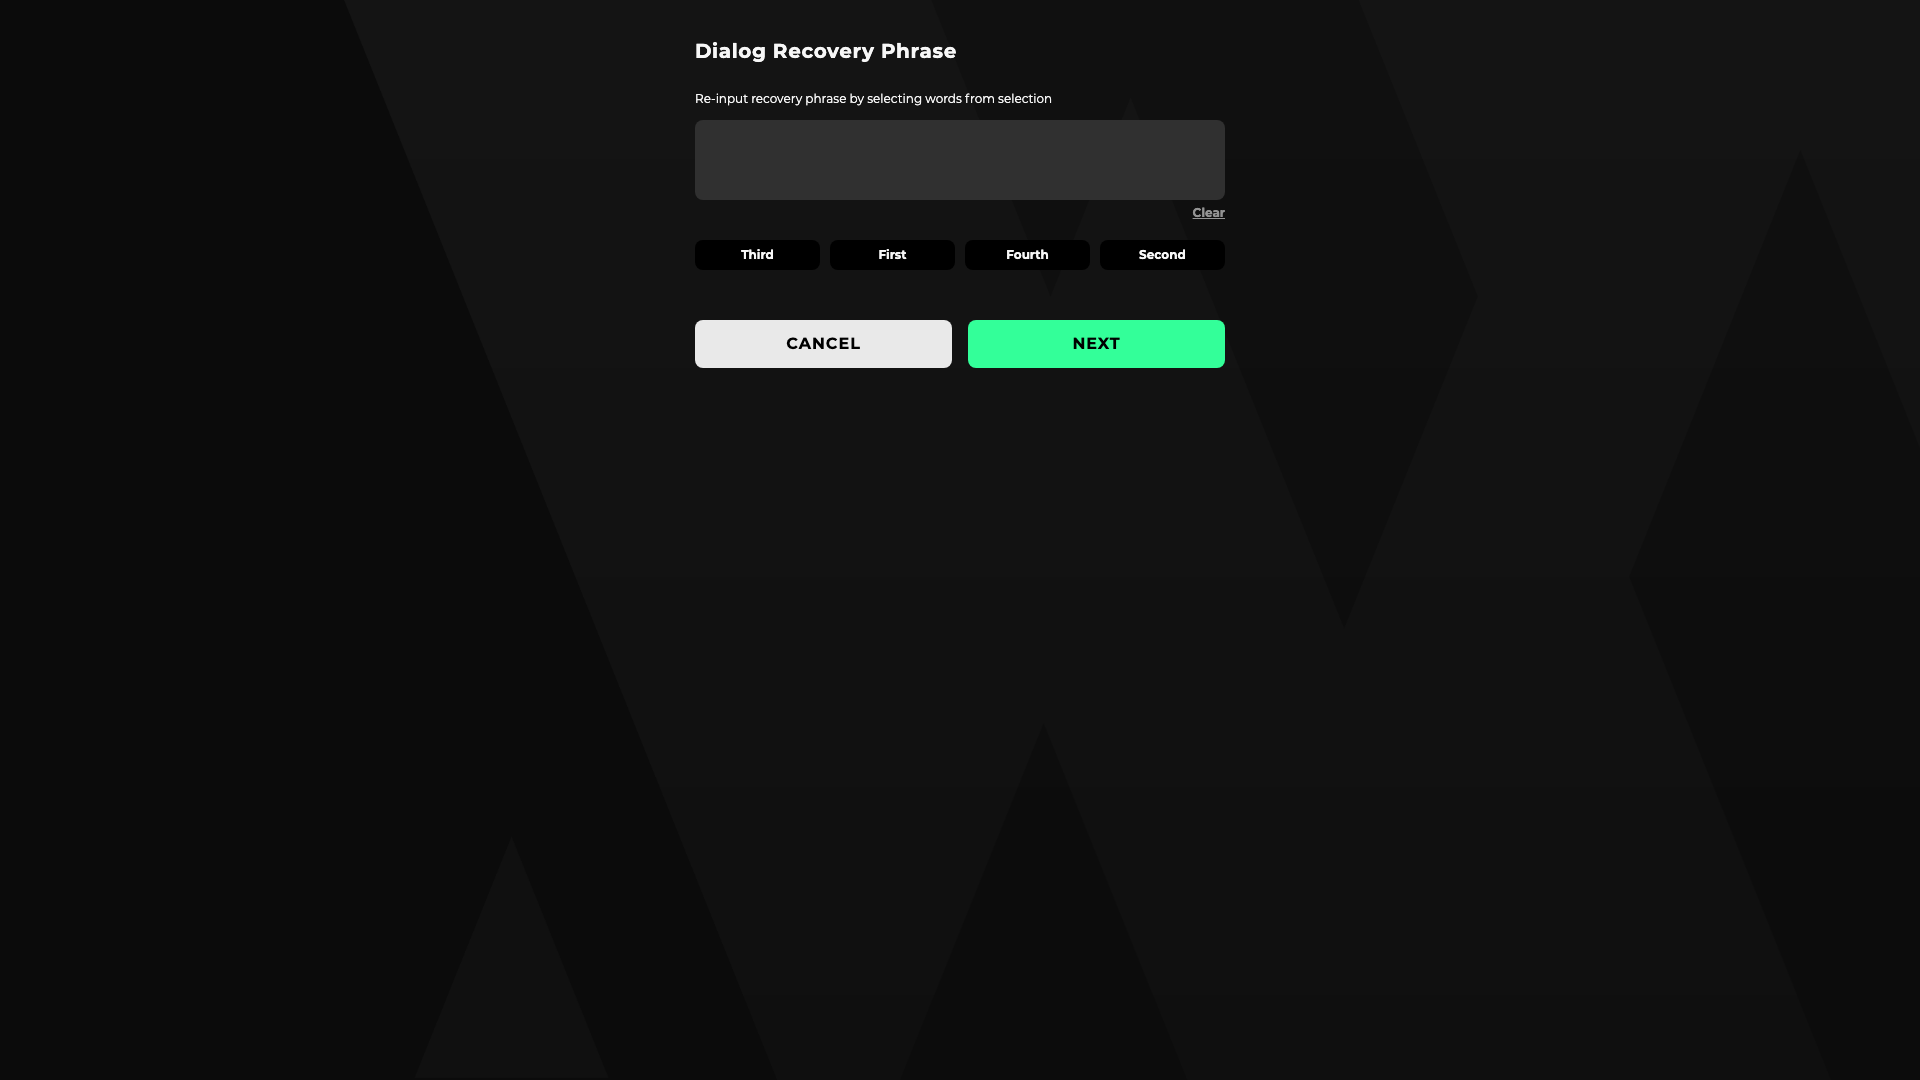 Dialog Recovery Phrase
Re-input recovery phrase by selecting words from selection
Clear
Third First Fourth Second
CANCEL NEXT